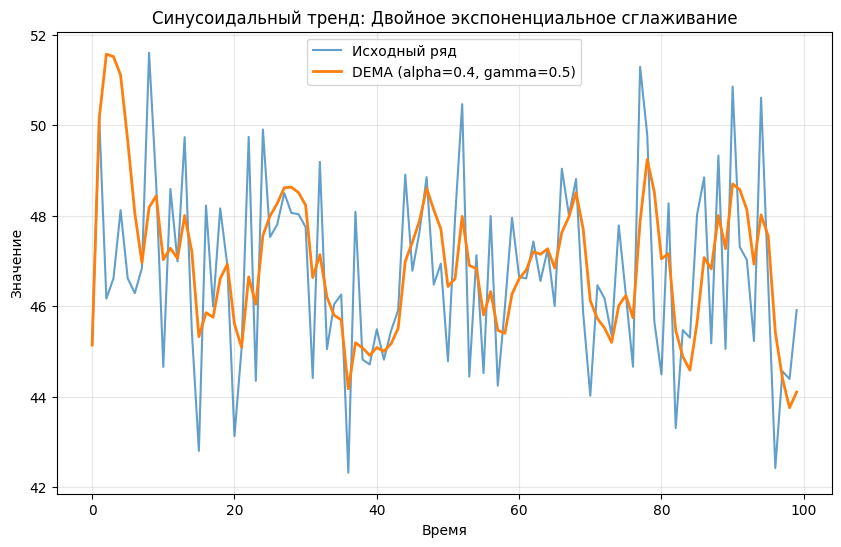 Синусоидальный тренд: Двойное экспоненциальное сглаживание
Исходный ряд
DEMA (alpha=0.4, gamma=0.5)
Значение
52
50
48
46
44
42
0
20
40
60
80
100
Время